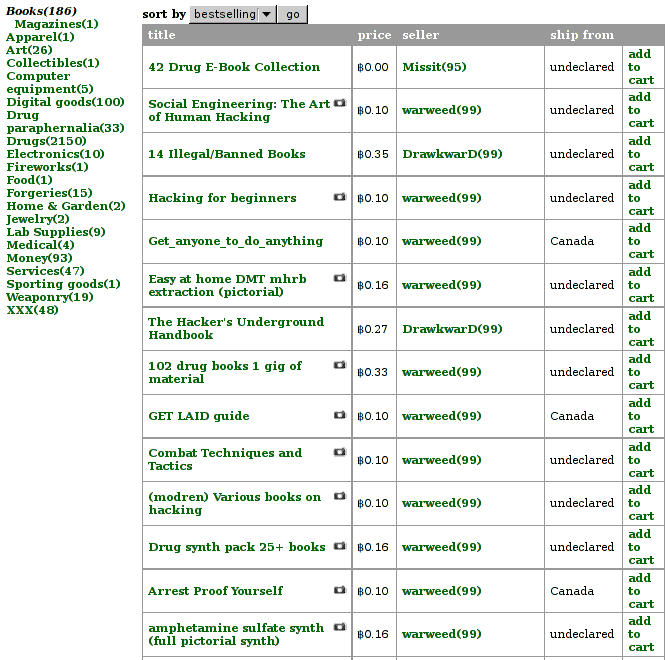 Books(186)
Magazines(1)
Apparel(1)
Art(26)
Collectibles(1)
Computer
equipment(5)
Digital goods(100)
Drug
paraphernalia(33)
Drugs(2150)
Electronics(10)
Fireworks(1)
Food(1)
Forgeries(15)
Home & Garden(2)
Jewelry(2)
Lab Supplies(9)
Medical(4)
Money(93)
Services(47)
Sporting goods(1)
Weaponry(19)
XXX(48)
sort by bestselling go
title price seller ship from
42 Drug E-Book Collection ฿0.00 Missit(95) undeclared add
to
cart
Social Engineering: The Art
of Human Hacking ฿0.10 warweed(99) undeclared add
to
cart
14 Illegal/Banned Books ฿0.35 DrawkwarD(99) undeclared add
to
cart
Hacking for beginners ฿0.10 warweed(99) undeclared add
to
cart
Get_anyone_to_do_anything ฿0.10 warweed(99) Canada add
to
cart
Easy at home DMT mhrb
extraction (pictorial) ฿0.16 warweed(99) undeclared add
to
cart
The Hacker's Underground
Handbook ฿0.27 DrawkwarD(99) undeclared add
to
cart
102 drug books 1 gig of
material ฿0.33 warweed(99) undeclared add
to
cart
GET LAID guide ฿0.10 warweed(99) Canada add
to
cart
Combat Techniques and
Tactics ฿0.10 warweed(99) undeclared add
to
cart
(modren) Various books on
hacking ฿0.10 warweed(99) undeclared add
to
cart
Drug synth pack 25+ books ฿0.16 warweed(99) undeclared add
to
cart
Arrest Proof Yourself ฿0.10 warweed(99) Canada add
to
cart
amphetamine sulfate synth
(full pictorial synth) ฿0.16 warweed(99) undeclared add
to
cart